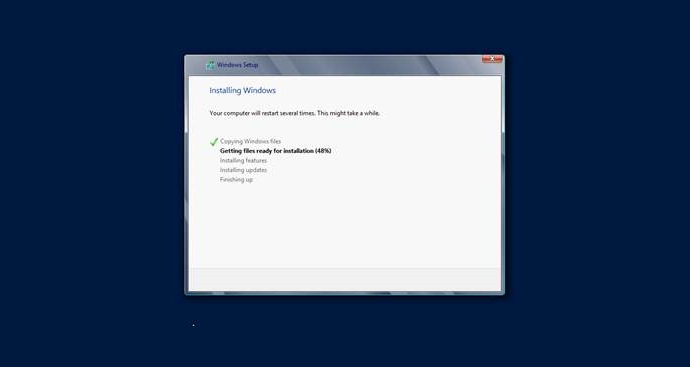 Windows Setup
Installing Windows
Your computer will restart several times. This might take a while.
Copying Windows files
Getting files ready for installation (48%)
Installing features
Installing updates
Finishing up